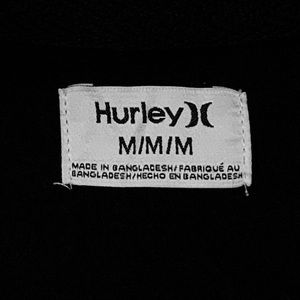 Hurley
M/M/M
MADE IN BANGLADESH/FABRIQUÉ AU
BANGLADESH/HECHO EN BANGLADESH